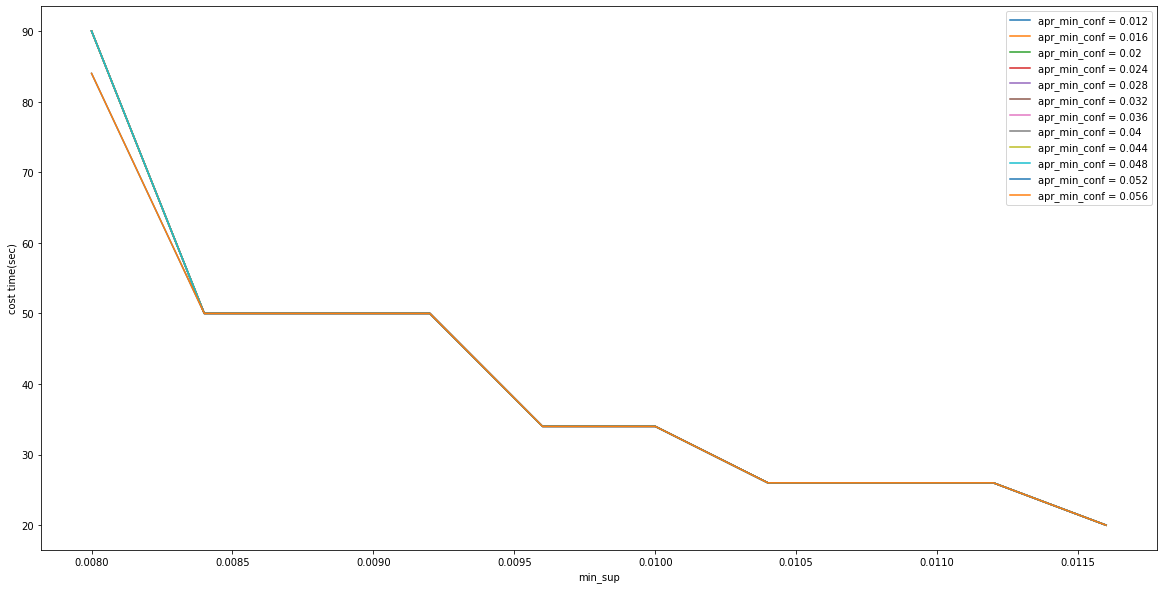 90
80
70
60
50
40
30
20
cost time(sec)
0.0080
0.0085
0.0090
0.0095
0.0100
0.0105
0.0110
0.0115
min_sup
apr_min_conf = 0.012
apr_min_conf = 0.016
apr_min_conf = 0.02
apr_min_conf = 0.024
apr_min_conf = 0.028
apr_min_conf = 0.032
apr_min_conf = 0.036
apr_min_conf = 0.04
apr_min_conf = 0.044
apr_min_conf = 0.048
apr_min_conf = 0.052
apr_min_conf = 0.056